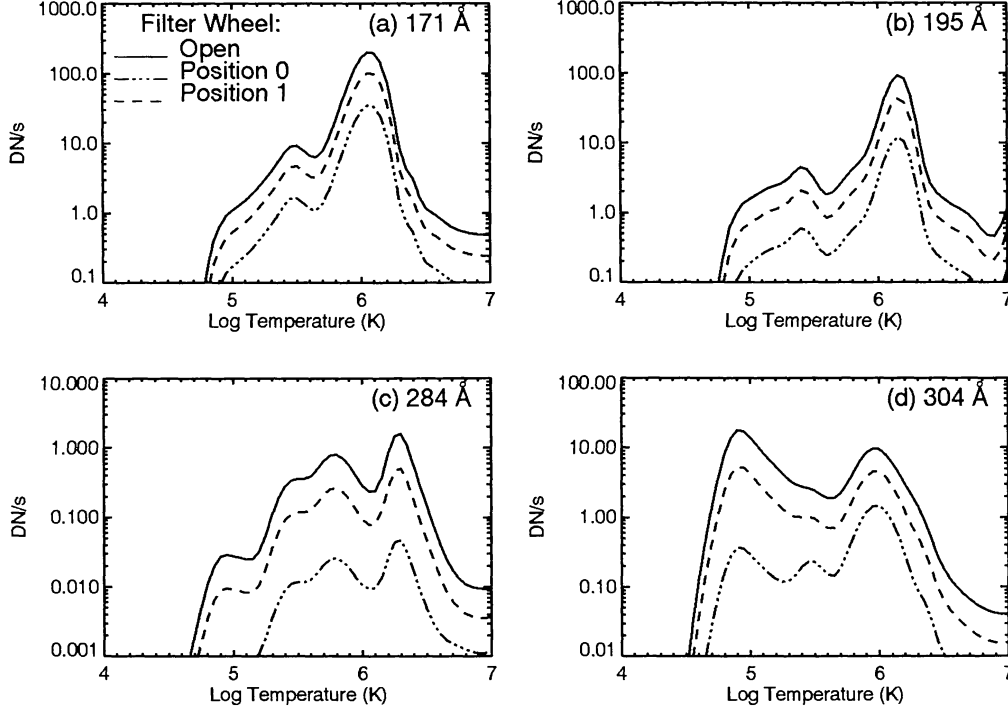 1000.0
100.0
10.0
1.0
0.1
DN/s
Filter Wheel:
Open
Position 0
Position 1
(a) 171 Å
4 5 6 7
Log Temperature (K)
1000.0
100.0
10.0
1.0
0.1
DN/s
(b) 195 Å
4 5 6 7
Log Temperature (K)
10.000
1.000
0.100
0.010
0.001
DN/s
(c) 284 Å
4 5 6 7
Log Temperature (K)
100.00
10.00
1.00
0.10
0.01
DN/s
(d) 304 Å
4 5 6 7
Log Temperature (K)